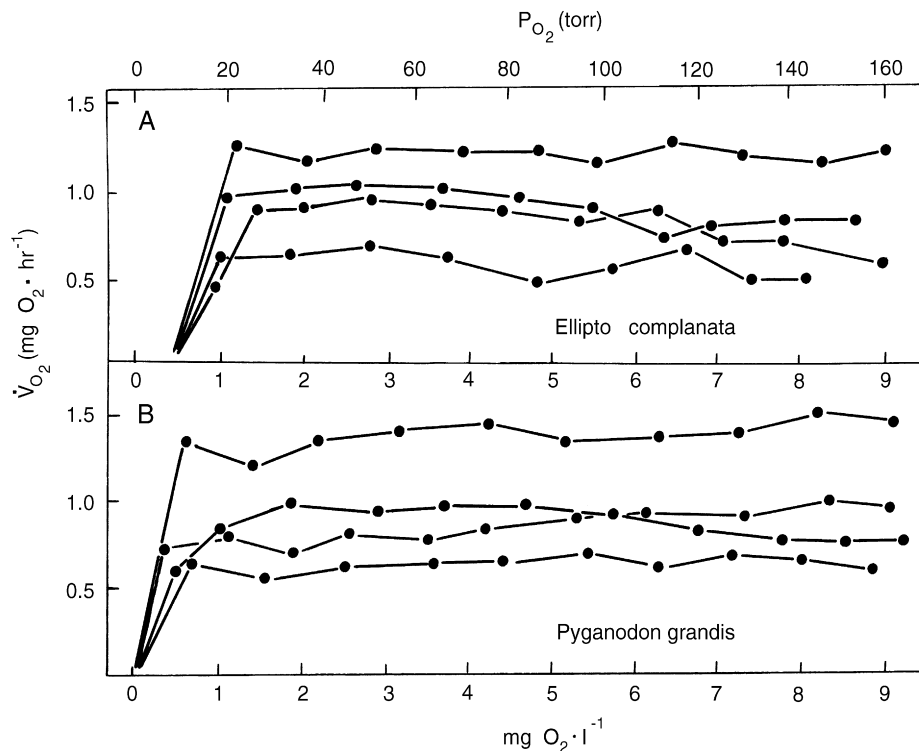 P_O2 (torr)
0 20 40 60 80 100 120 140 160
A
1.5
1.0
0.5
Ellipto complanata
0 1 2 3 4 5 6 7 8 9
V̇_O2 (mg O2 · hr⁻¹)
B
1.5
1.0
0.5
Pyganodon grandis
0 1 2 3 4 5 6 7 8 9
mg O2 · l⁻¹